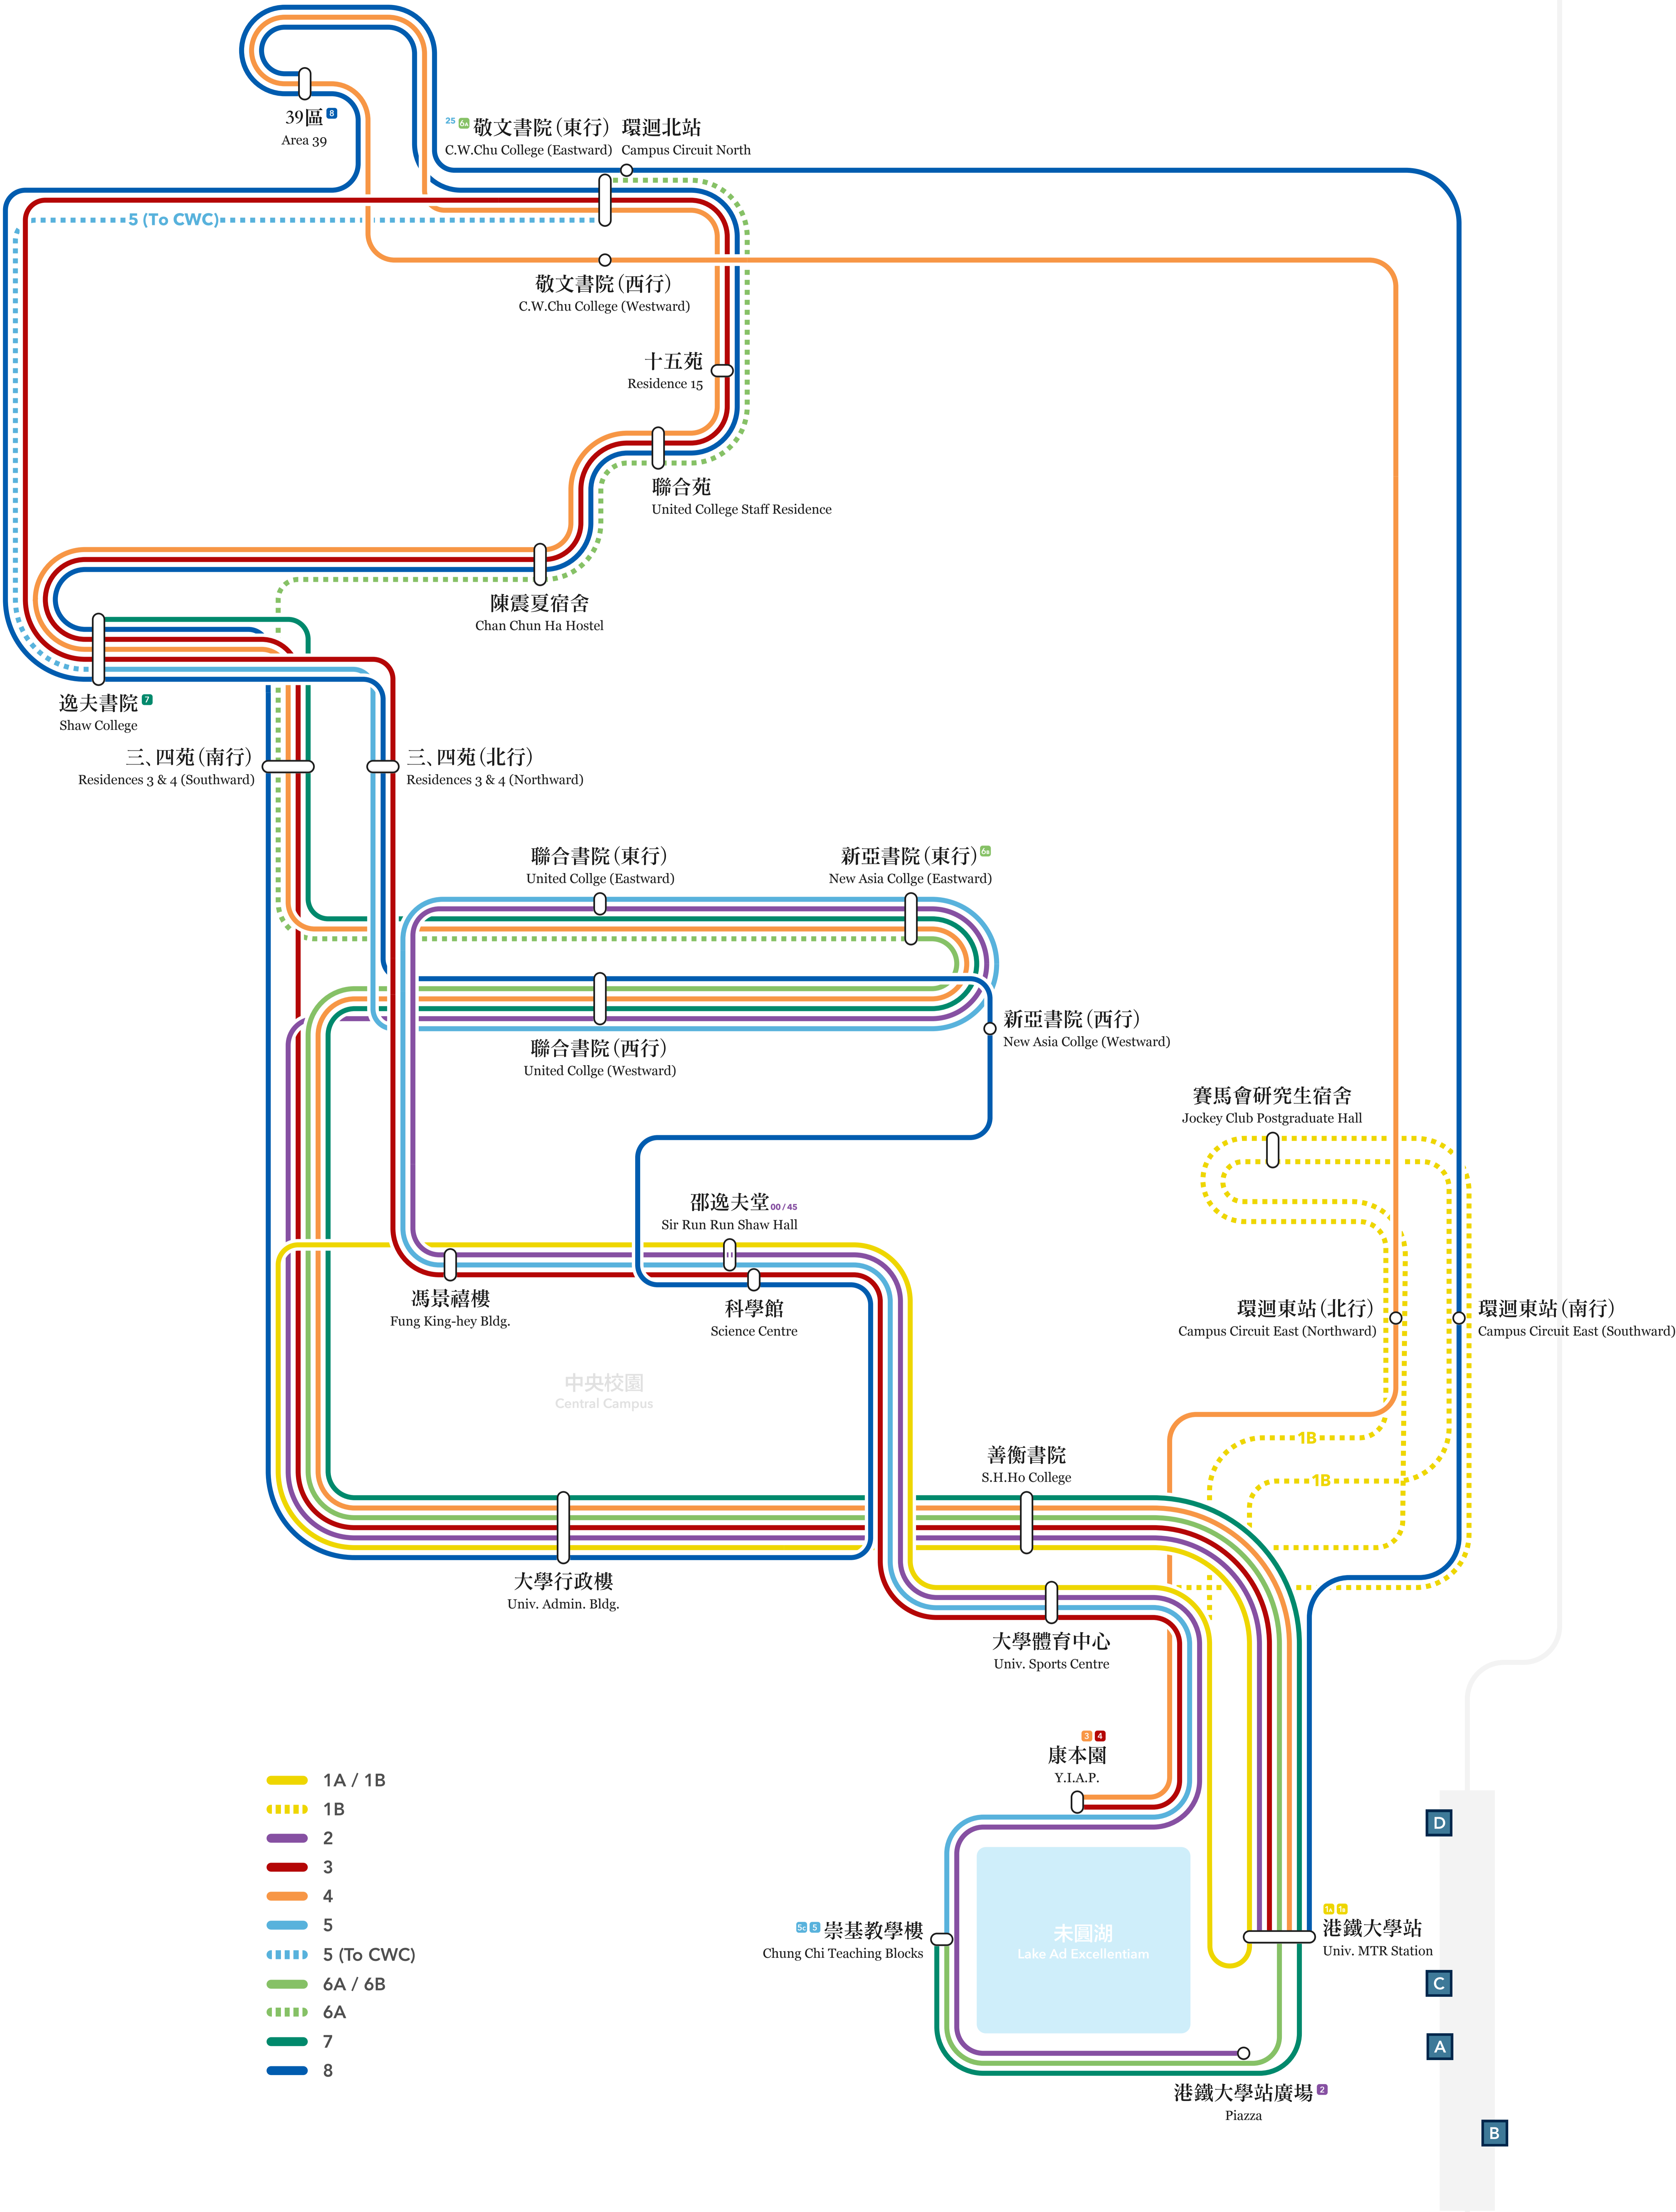 39區 8
Area 39
25 6A 敬文書院（東行）
C.W.Chu College (Eastward)
環迴北站
Campus Circuit North
5 (To CWC)
敬文書院（西行）
C.W.Chu College (Westward)
十五苑
Residence 15
聯合苑
United College Staff Residence
陳震夏宿舍
Chan Chun Ha Hostel
逸夫書院 7
Shaw College
三、四苑（南行）
Residences 3 & 4 (Southward)
三、四苑（北行）
Residences 3 & 4 (Northward)
聯合書院（東行）
United Collge (Eastward)
新亞書院（東行） 6B
New Asia Collge (Eastward)
聯合書院（西行）
United Collge (Westward)
新亞書院（西行）
New Asia Collge (Westward)
賽馬會研究生宿舍
Jockey Club Postgraduate Hall
邵逸夫堂 00 / 45
Sir Run Run Shaw Hall
馮景禧樓
Fung King-hey Bldg.
科學館
Science Centre
環迴東站（北行）
Campus Circuit East (Northward)
環迴東站（南行）
Campus Circuit East (Southward)
中央校園
Central Campus
1B
1B
善衡書院
S.H.Ho College
大學行政樓
Univ. Admin. Bldg.
大學體育中心
Univ. Sports Centre
3 4
康本園
Y.I.A.P.
1A / 1B
1B
2
3
4
5
5 (To CWC)
6A / 6B
6A
7
8
5C 5 崇基教學樓
Chung Chi Teaching Blocks
未圓湖
Lake Ad Excellentiam
1A 1B
港鐵大學站
Univ. MTR Station
港鐵大學站廣場 2
Piazza
D
C
A
B